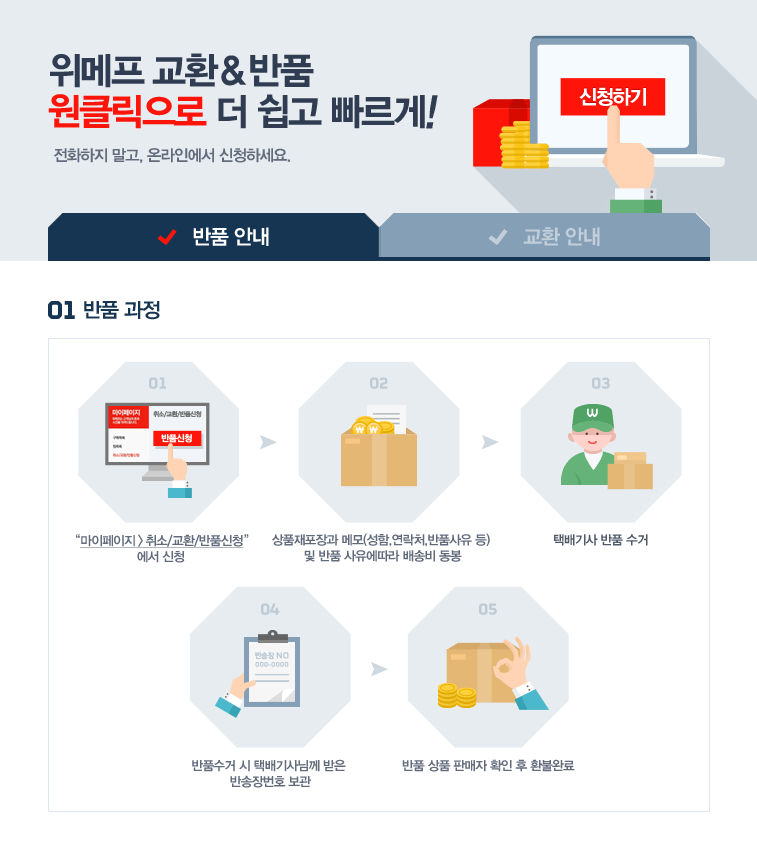 위메프 교환&반품
원클릭으로 더 쉽고 빠르게!
전화하지 말고, 온라인에서 신청하세요.
신청하기
반품 안내
교환 안내
01 반품 과정
01
마이페이지
취소/교환/반품신청
반품신청
“마이페이지 > 취소/교환/반품신청”
에서 신청
02
W W
상품재포장과 메모(성함,연락처,반품사유 등)
및 반품 사유에따라 배송비 동봉
03
W
택배기사 반품 수거
04
반송장 NO
000-0000
반품수거 시 택배기사님께 받은
반송장번호 보관
05
반품 상품 판매자 확인 후 환불완료